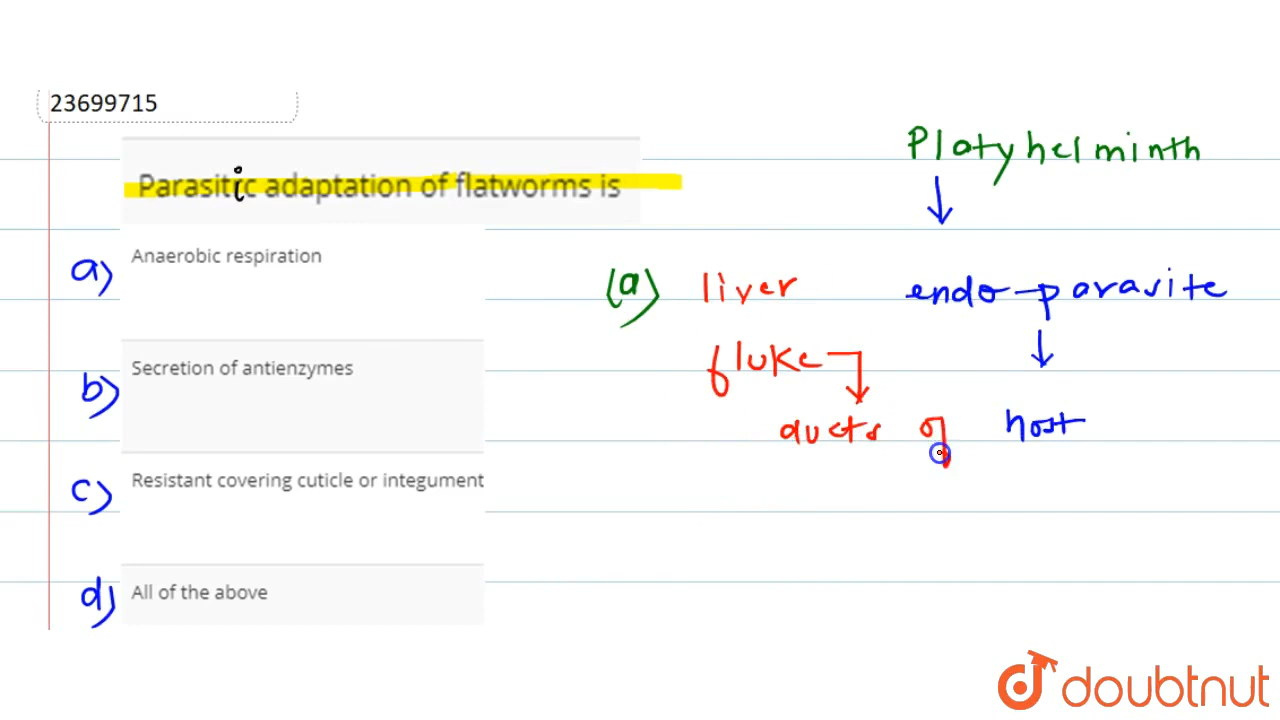 23699715
Parasitic adaptation of flatworms is
a) Anaerobic respiration
b) Secretion of antienzymes
c) Resistant covering cuticle or integument
d) All of the above
Platyhelminth
(a) liver endo-parasite
fluke
ducts of host
doubtnut